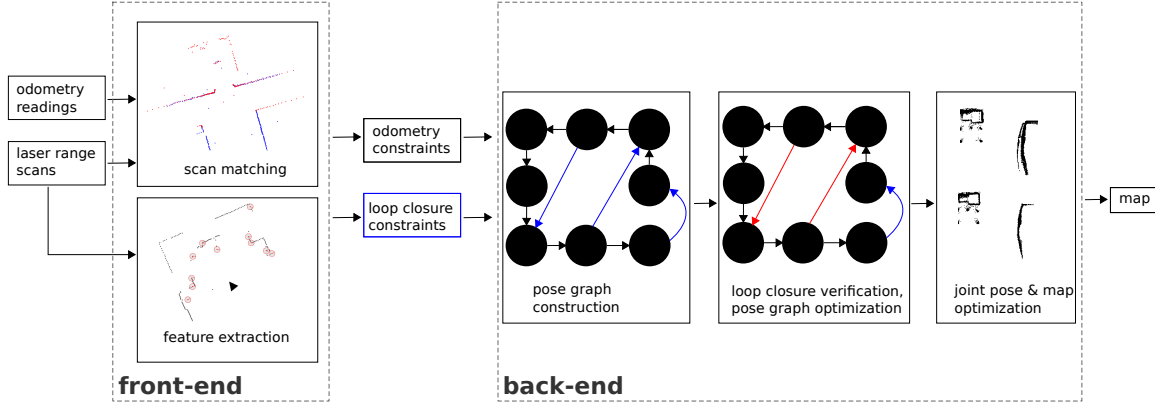 odometry
readings
laser range
scans
scan matching
feature extraction
front-end
odometry
constraints
loop closure
constraints
pose graph
construction
loop closure verification,
pose graph optimization
joint pose & map
optimization
back-end
map